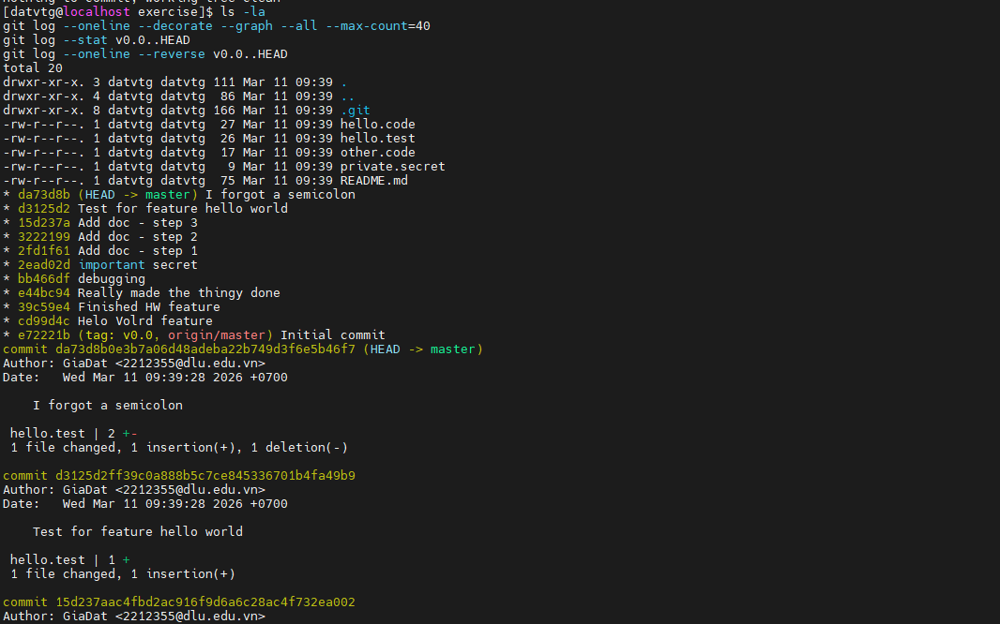 nothing to commit, working tree clean
[datvtg@localhost exercise]$ ls -la
git log --oneline --decorate --graph --all --max-count=40
git log --stat v0.0..HEAD
git log --oneline --reverse v0.0..HEAD
total 20
drwxr-xr-x. 3 datvtg datvtg 111 Mar 11 09:39 .
drwxr-xr-x. 4 datvtg datvtg  86 Mar 11 09:39 ..
drwxr-xr-x. 8 datvtg datvtg 166 Mar 11 09:39 .git
-rw-r--r--. 1 datvtg datvtg  27 Mar 11 09:39 hello.code
-rw-r--r--. 1 datvtg datvtg  26 Mar 11 09:39 hello.test
-rw-r--r--. 1 datvtg datvtg  17 Mar 11 09:39 other.code
-rw-r--r--. 1 datvtg datvtg   9 Mar 11 09:39 private.secret
-rw-r--r--. 1 datvtg datvtg  75 Mar 11 09:39 README.md
* da73d8b (HEAD -> master) I forgot a semicolon
* d3125d2 Test for feature hello world
* 15d237a Add doc - step 3
* 3222199 Add doc - step 2
* 2fd1f61 Add doc - step 1
* 2ead02d important secret
* bb466df debugging
* e44bc94 Really made the thingy done
* 39c59e4 Finished HW feature
* cd99d4c Helo Volrd feature
* e72221b (tag: v0.0, origin/master) Initial commit
commit da73d8b0e3b7a06d48adeba22b749d3f6e5b46f7 (HEAD -> master)
Author: GiaDat <2212355@dlu.edu.vn>
Date:   Wed Mar 11 09:39:28 2026 +0700
    I forgot a semicolon
 hello.test | 2 +-
 1 file changed, 1 insertion(+), 1 deletion(-)
commit d3125d2ff39c0a888b5c7ce845336701b4fa49b9
Author: GiaDat <2212355@dlu.edu.vn>
Date:   Wed Mar 11 09:39:28 2026 +0700
    Test for feature hello world
 hello.test | 1 +
 1 file changed, 1 insertion(+)
commit 15d237aac4fbd2ac916f9d6a6c28ac4f732ea002
Author: GiaDat <2212355@dlu.edu.vn>